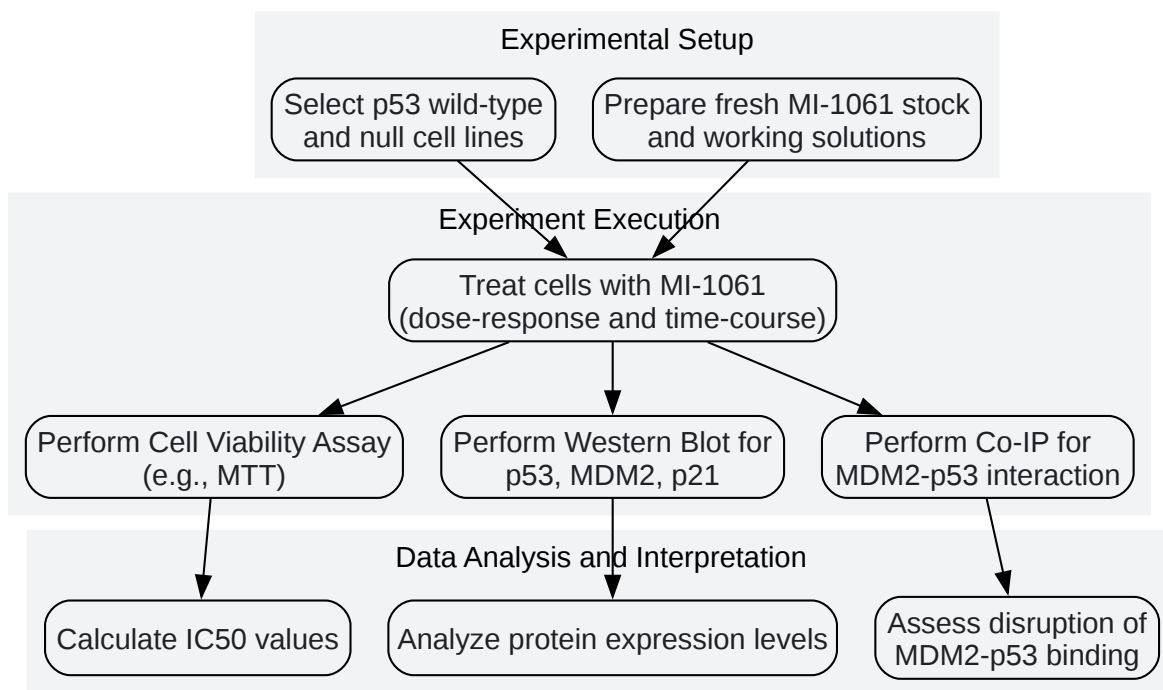 Experimental Setup
Select p53 wild-type
and null cell lines
Prepare fresh MI-1061 stock
and working solutions
Experiment Execution
Treat cells with MI-1061
(dose-response and time-course)
Perform Cell Viability Assay
(e.g., MTT)
Perform Western Blot for
p53, MDM2, p21
Perform Co-IP for
MDM2-p53 interaction
Data Analysis and Interpretation
Calculate IC50 values
Analyze protein expression levels
Assess disruption of
MDM2-p53 binding